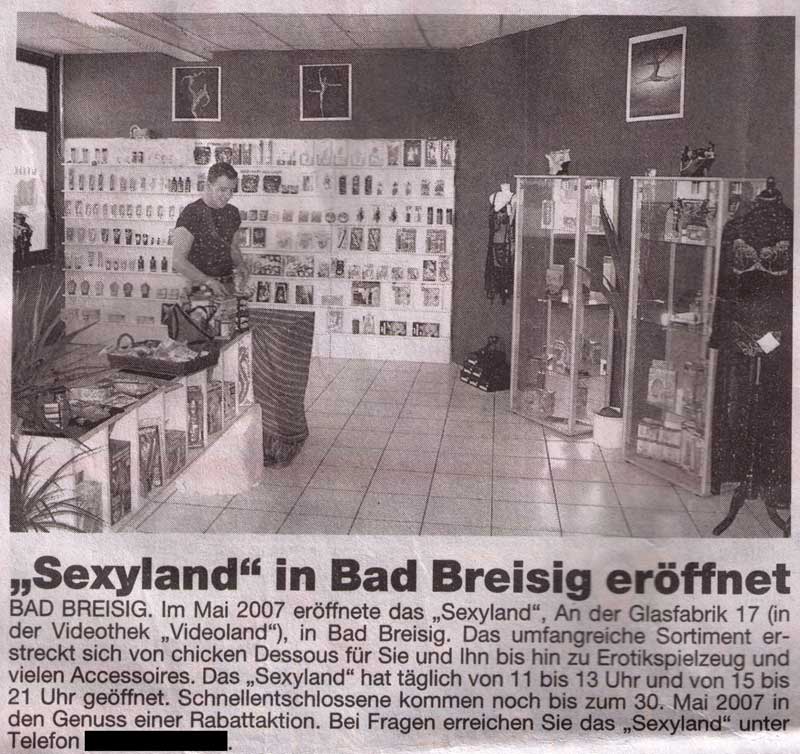 „Sexyland“ in Bad Breisig eröffnet
BAD BREISIG. Im Mai 2007 eröffnete das „Sexyland“, An der Glasfabrik 17 (in
der Videothek „Videoland“), in Bad Breisig. Das umfangreiche Sortiment er-
streckt sich von chicken Dessous für Sie und Ihn bis hin zu Erotikspielzeug und
vielen Accessoires. Das „Sexyland“ hat täglich von 11 bis 13 Uhr und von 15 bis
21 Uhr geöffnet. Schnellentschlossene kommen noch bis zum 30. Mai 2007 in
den Genuss einer Rabattaktion. Bei Fragen erreichen Sie das „Sexyland“ unter
Telefon .